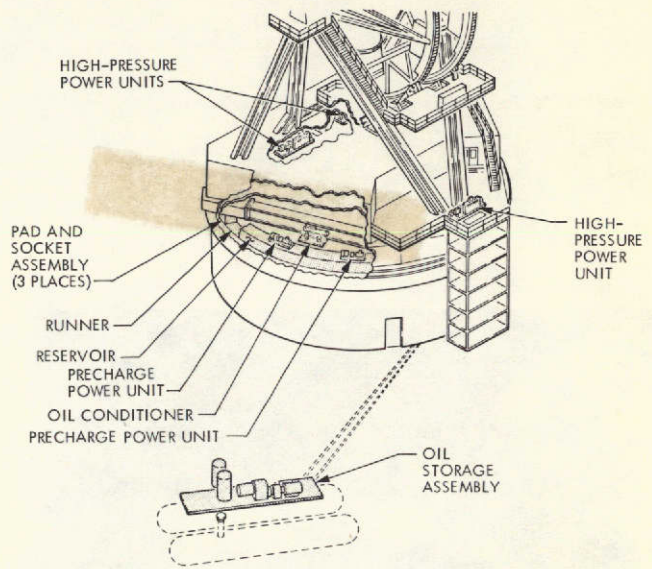 HIGH-PRESSURE
POWER UNITS
PAD AND
SOCKET
ASSEMBLY
(3 PLACES)
RUNNER
RESERVOIR
PRECHARGE
POWER UNIT
OIL CONDITIONER
PRECHARGE POWER UNIT
HIGH-
PRESSURE
POWER
UNIT
OIL
STORAGE
ASSEMBLY